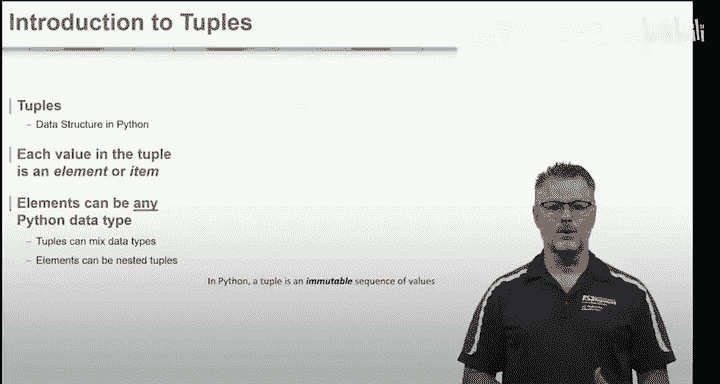 Introduction to Tuples
Tuples
– Data Structure in Python
Each value in the tuple
is an element or item
Elements can be any
Python data type
– Tuples can mix data types
– Elements can be nested tuples
In Python, a tuple is an immutable sequence of values